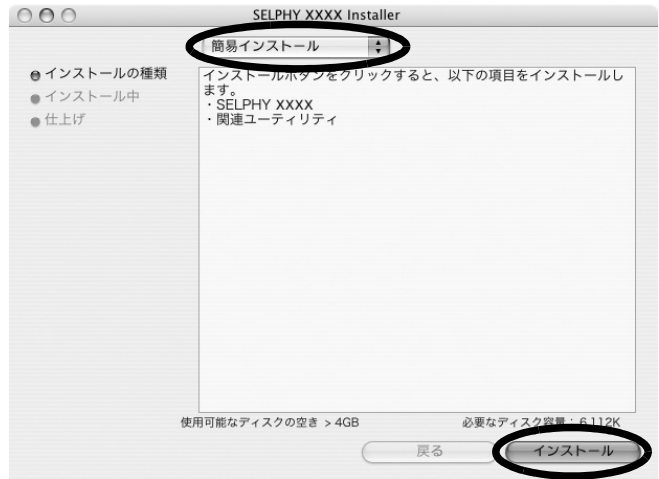 SELPHY XXXX Installer
簡易インストール
インストールの種類
インストール中
仕上げ
インストールボタンをクリックすると、以下の項目をインストールし
ます。
・SELPHY XXXX
・関連ユーティリティ
使用可能なディスクの空き > 4GB
必要なディスク容量： 6,112K
戻る
インストール